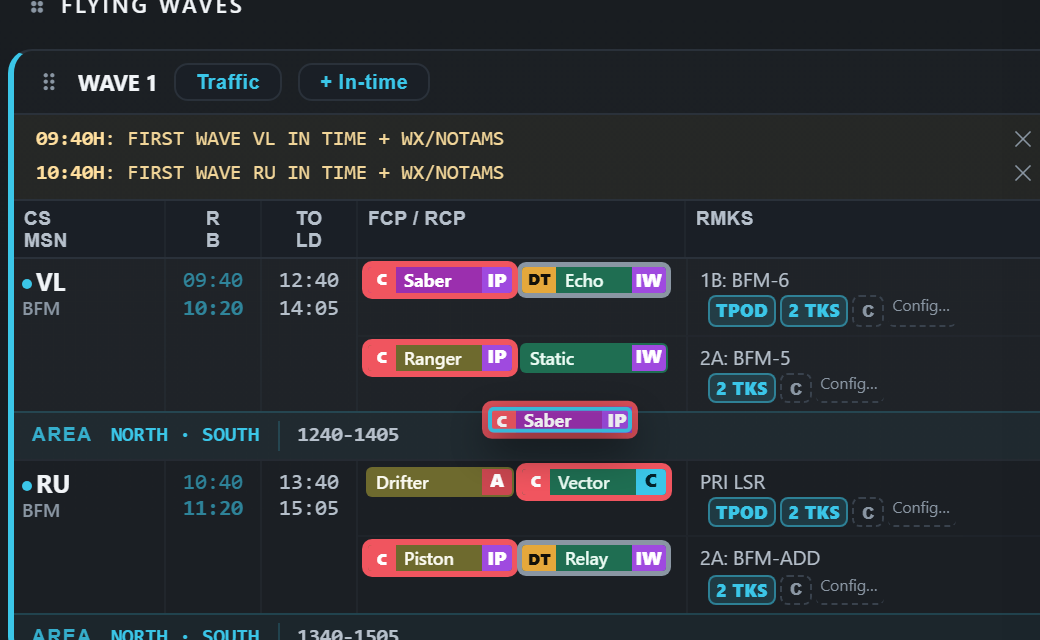 FLYING WAVES
WAVE 1 Traffic + In-time
09:40H: FIRST WAVE VL IN TIME + WX/NOTAMS
10:40H: FIRST WAVE RU IN TIME + WX/NOTAMS
CS R TO FCP / RCP RMKS
MSN B LD
VL 09:40 12:40 C Saber IP DT Echo IW 1B: BFM-6
BFM 10:20 14:05 TPOD 2 TKS C Config...
C Ranger IP Static IW 2A: BFM-5
2 TKS C Config...
C Saber IP
AREA NORTH · SOUTH 1240-1405
RU 10:40 13:40 Drifter A C Vector C PRI LSR
BFM 11:20 15:05 TPOD 2 TKS C Config...
C Piston IP DT Relay IW 2A: BFM-ADD
2 TKS C Config...
AREA NORTH · SOUTH 1340-1505